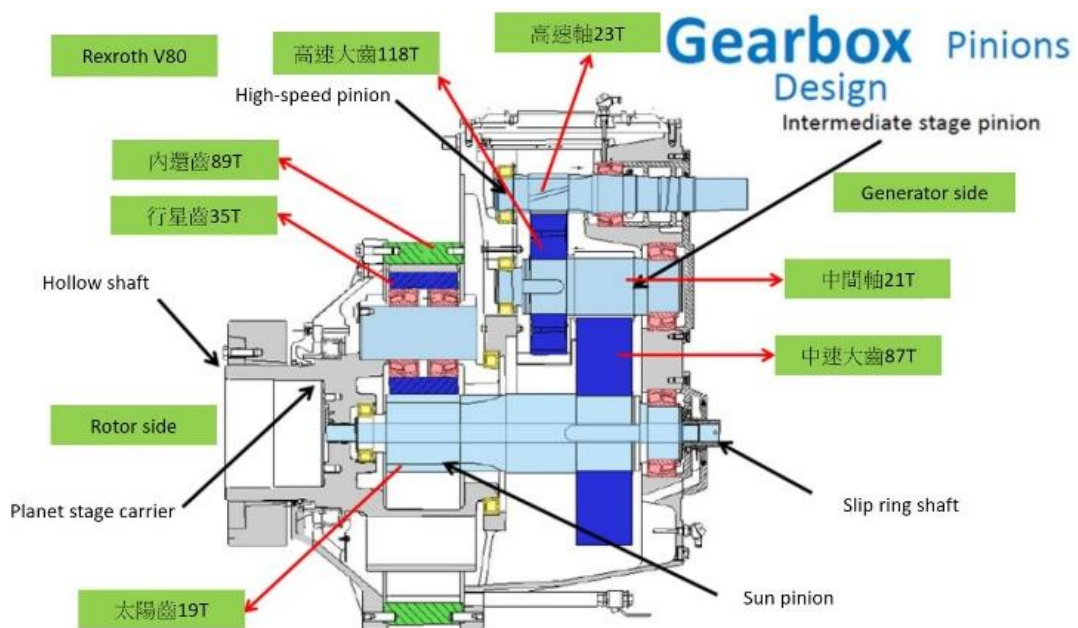 Rexroth V80
高速大齒118T
高速軸23T
Gearbox Pinions
Design
High-speed pinion
Intermediate stage pinion
內環齒89T
行星齒35T
Generator side
Hollow shaft
中間軸21T
中速大齒87T
Rotor side
Planet stage carrier
Slip ring shaft
Sun pinion
太陽齒19T